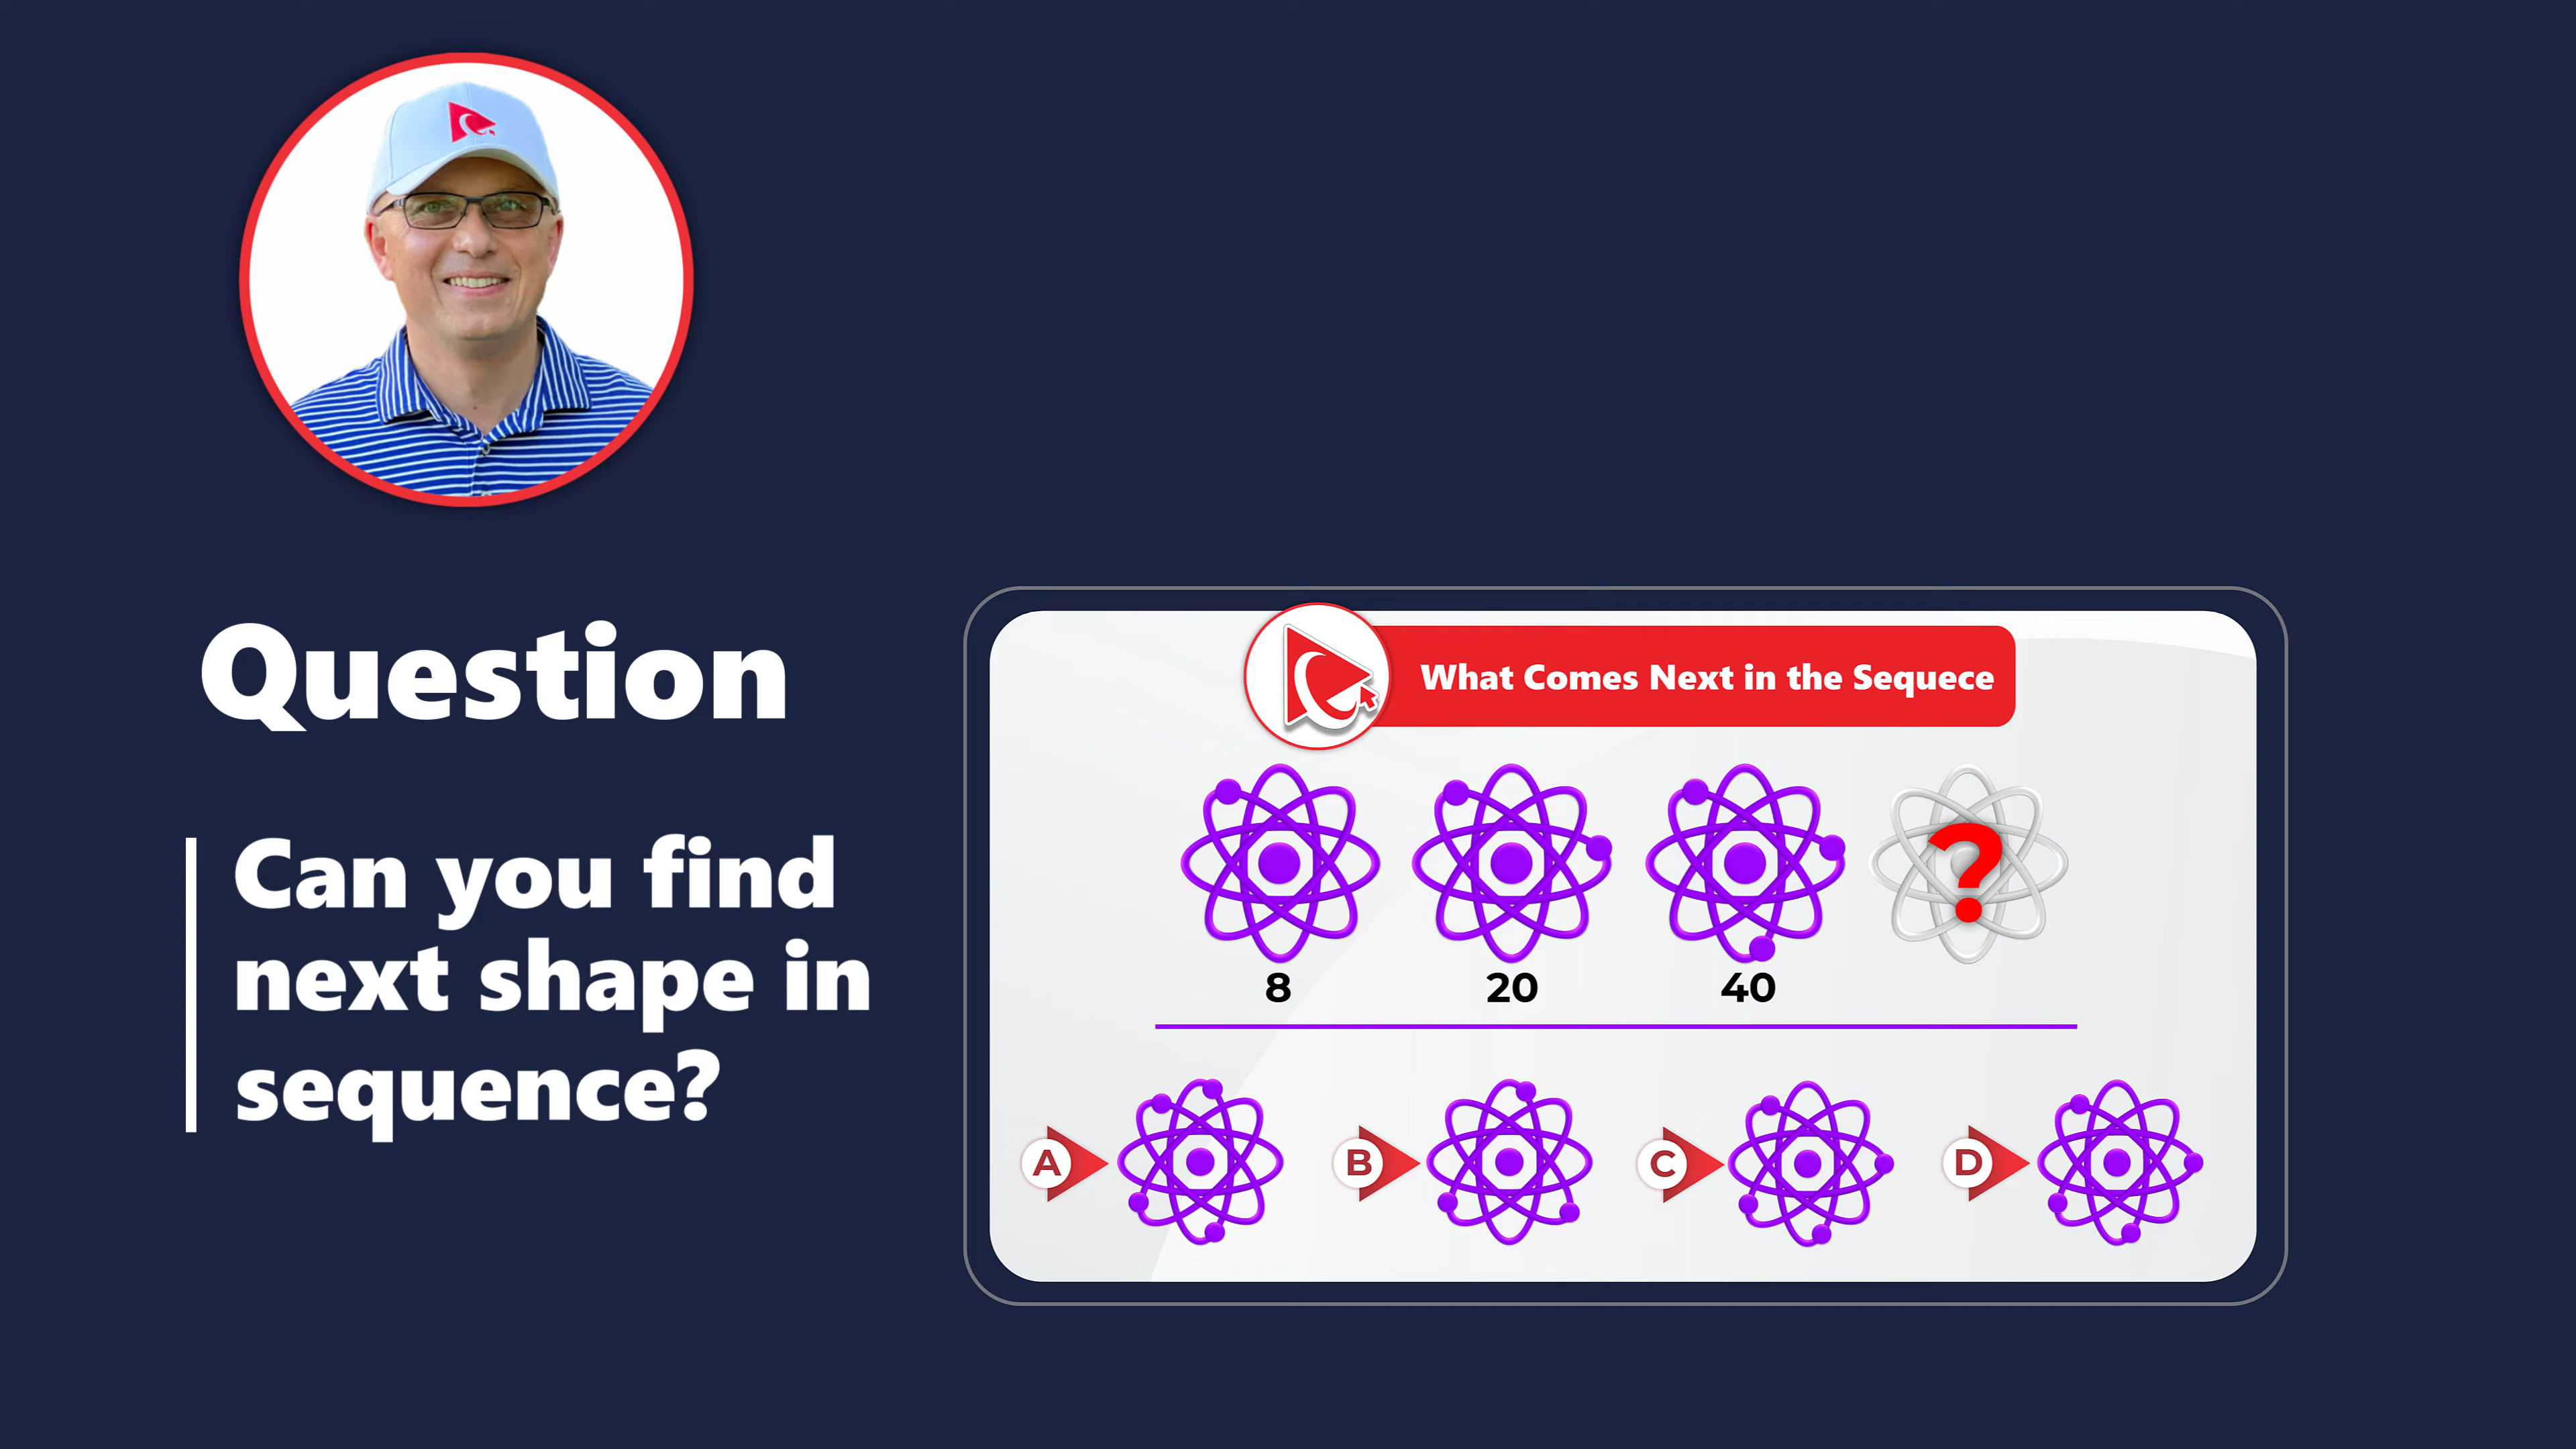 Question
Can you find
next shape in
sequence?
What Comes Next in the Sequece
?
8
20
40
A
B
C
D